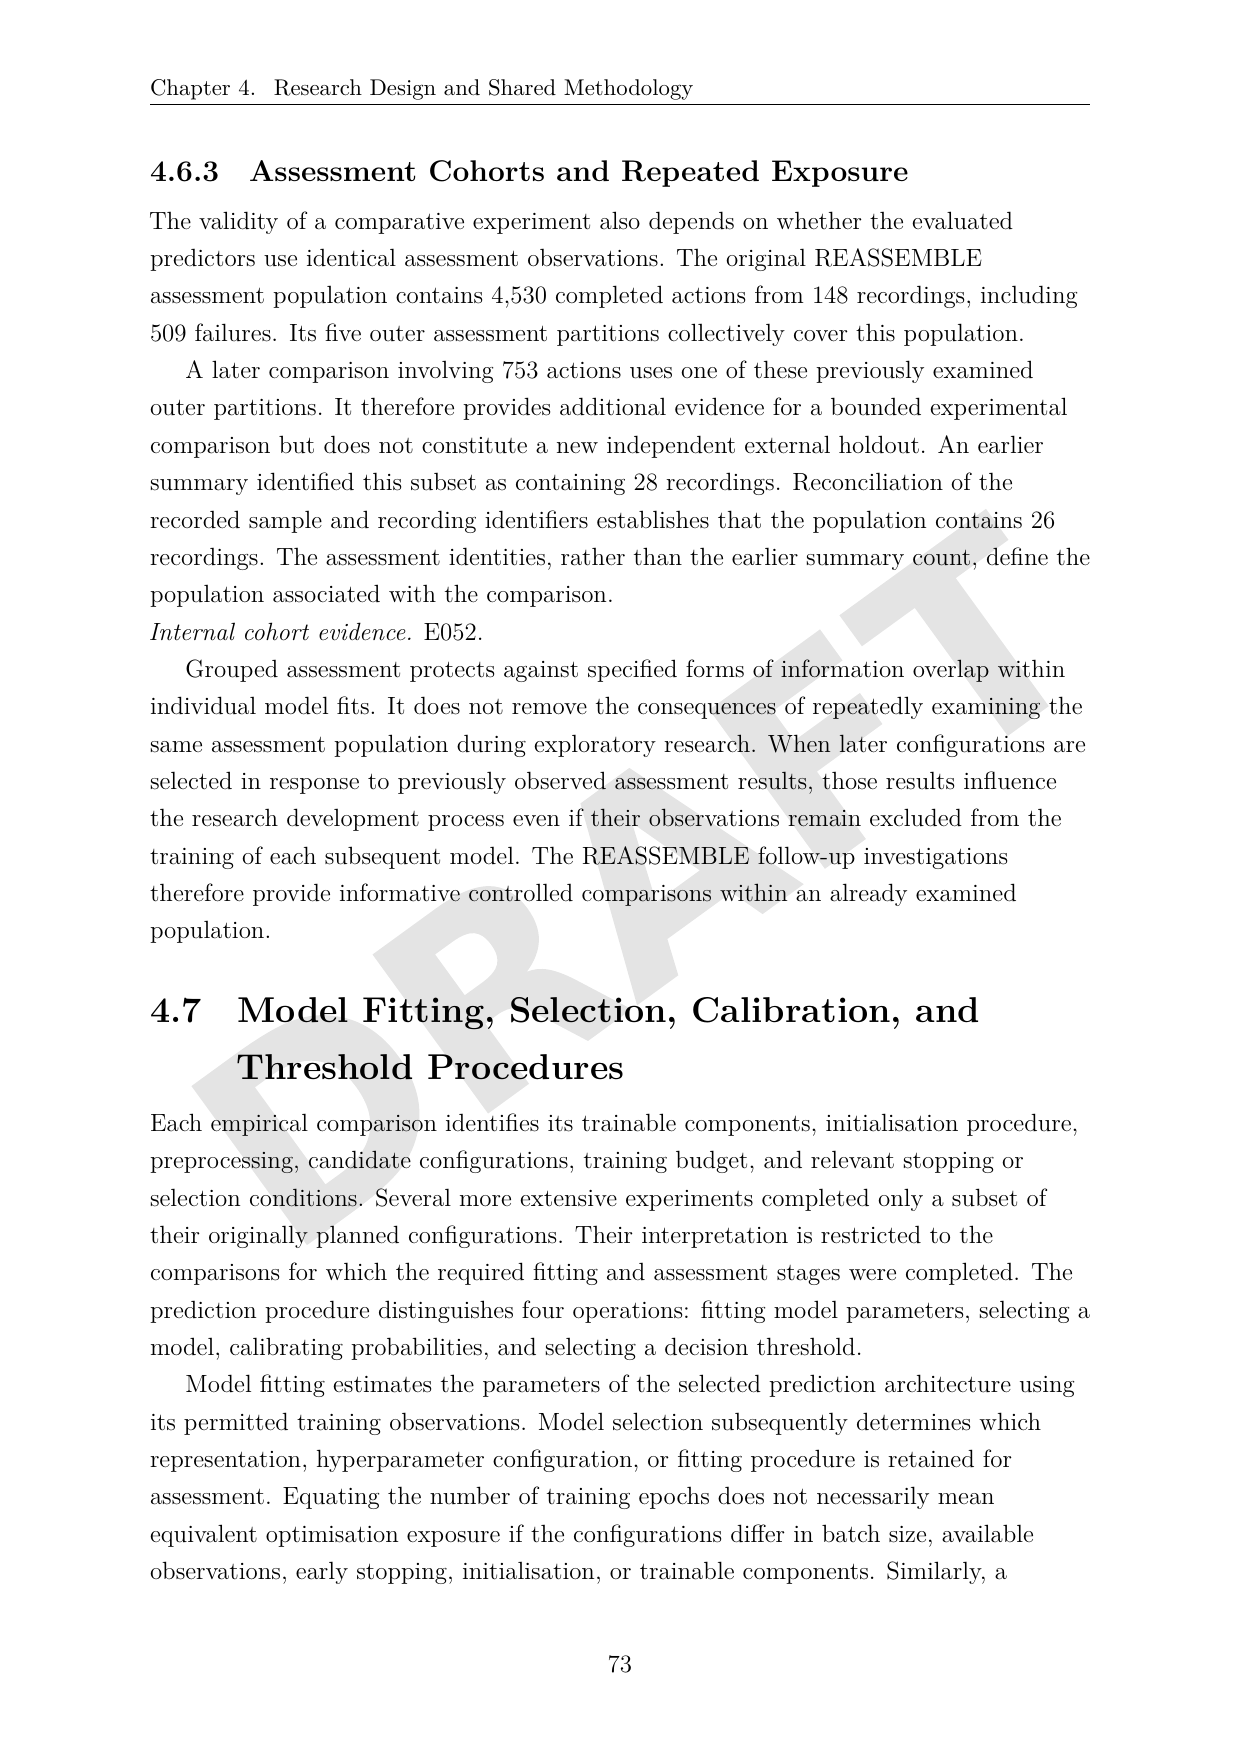 Chapter 4. Research Design and Shared Methodology
4.6.3 Assessment Cohorts and Repeated Exposure
The validity of a comparative experiment also depends on whether the evaluated
predictors use identical assessment observations. The original REASSEMBLE
assessment population contains 4,530 completed actions from 148 recordings, including
509 failures. Its five outer assessment partitions collectively cover this population.
A later comparison involving 753 actions uses one of these previously examined
outer partitions. It therefore provides additional evidence for a bounded experimental
comparison but does not constitute a new independent external holdout. An earlier
summary identified this subset as containing 28 recordings. Reconciliation of the
recorded sample and recording identifiers establishes that the population contains 26
recordings. The assessment identities, rather than the earlier summary count, define the
population associated with the comparison.
Internal cohort evidence. E052.
Grouped assessment protects against specified forms of information overlap within
individual model fits. It does not remove the consequences of repeatedly examining the
same assessment population during exploratory research. When later configurations are
selected in response to previously observed assessment results, those results influence
the research development process even if their observations remain excluded from the
training of each subsequent model. The REASSEMBLE follow-up investigations
therefore provide informative controlled comparisons within an already examined
population.
4.7 Model Fitting, Selection, Calibration, and
Threshold Procedures
Each empirical comparison identifies its trainable components, initialisation procedure,
preprocessing, candidate configurations, training budget, and relevant stopping or
selection conditions. Several more extensive experiments completed only a subset of
their originally planned configurations. Their interpretation is restricted to the
comparisons for which the required fitting and assessment stages were completed. The
prediction procedure distinguishes four operations: fitting model parameters, selecting a
model, calibrating probabilities, and selecting a decision threshold.
Model fitting estimates the parameters of the selected prediction architecture using
its permitted training observations. Model selection subsequently determines which
representation, hyperparameter configuration, or fitting procedure is retained for
assessment. Equating the number of training epochs does not necessarily mean
equivalent optimisation exposure if the configurations differ in batch size, available
observations, early stopping, initialisation, or trainable components. Similarly, a
73
DRAFT